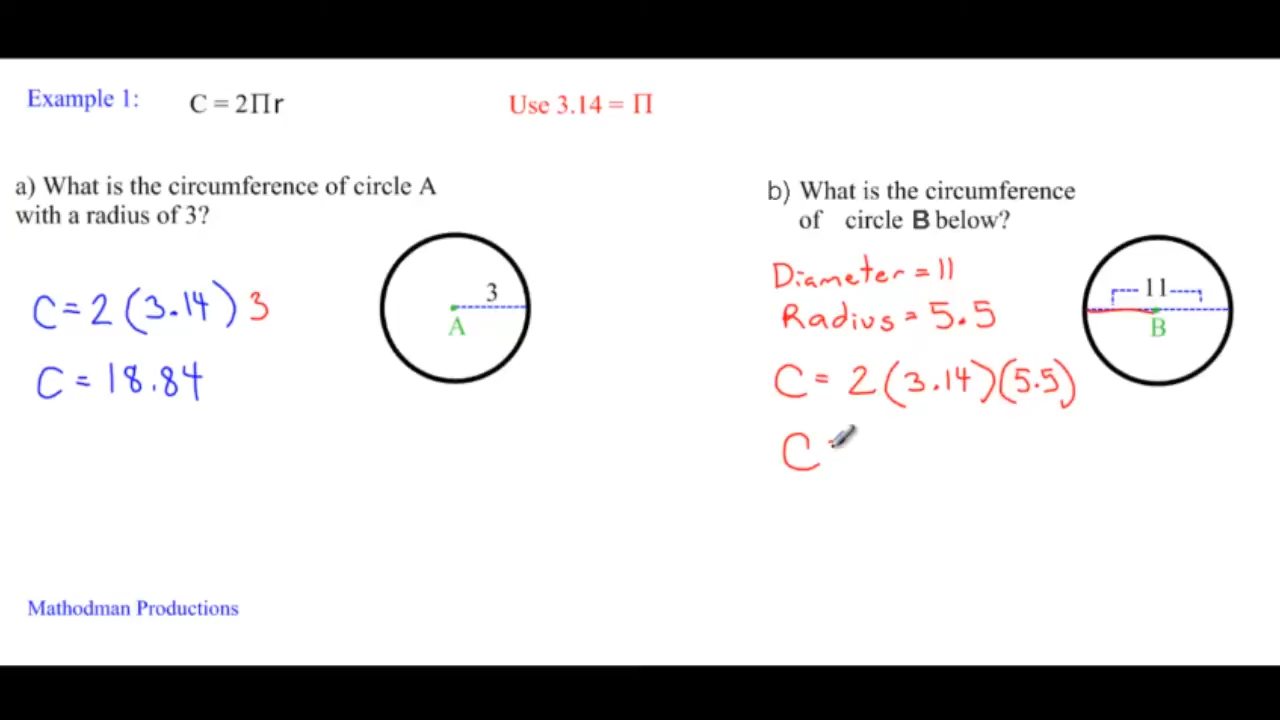 Example 1: C = 2Πr Use 3.14 = Π
a) What is the circumference of circle A
with a radius of 3?
C = 2 (3.14) 3
C = 18.84
3
A
b) What is the circumference
of circle B below?
Diameter = 11
Radius = 5.5
C = 2 (3.14)(5.5)
C =
11
B
Mathodman Productions